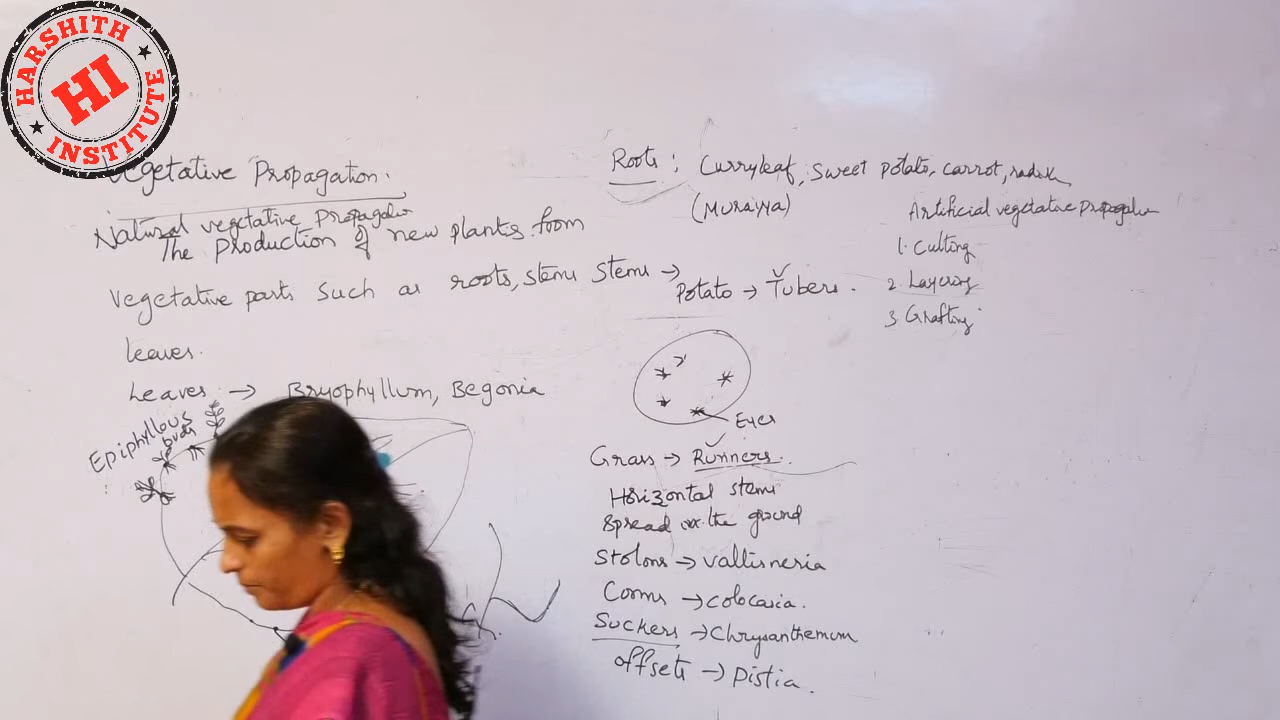 HARSHITH
HI
INSTITUTE
Vegetative Propagation.
Natural vegetative Propagation
The Production of new plants from
vegetative parts such as roots, stems
leaves.
Leaves → Bryophyllum, Begonia
Epiphyllous
buds
Roots : Curryleaf, Sweet Potato, carrot, radish,
(Murayya)
Stems →
Potato → Tubers.
Eyes
Grass → Runners.
Horizontal stems
Spread on the ground
Stolons → vallisneria
Corms → colocasia.
Suckers → Chrysanthemum
offsets → Pistia.
Artificial vegetative Propagation
1. Cutting
2. Layering
3. Grafting